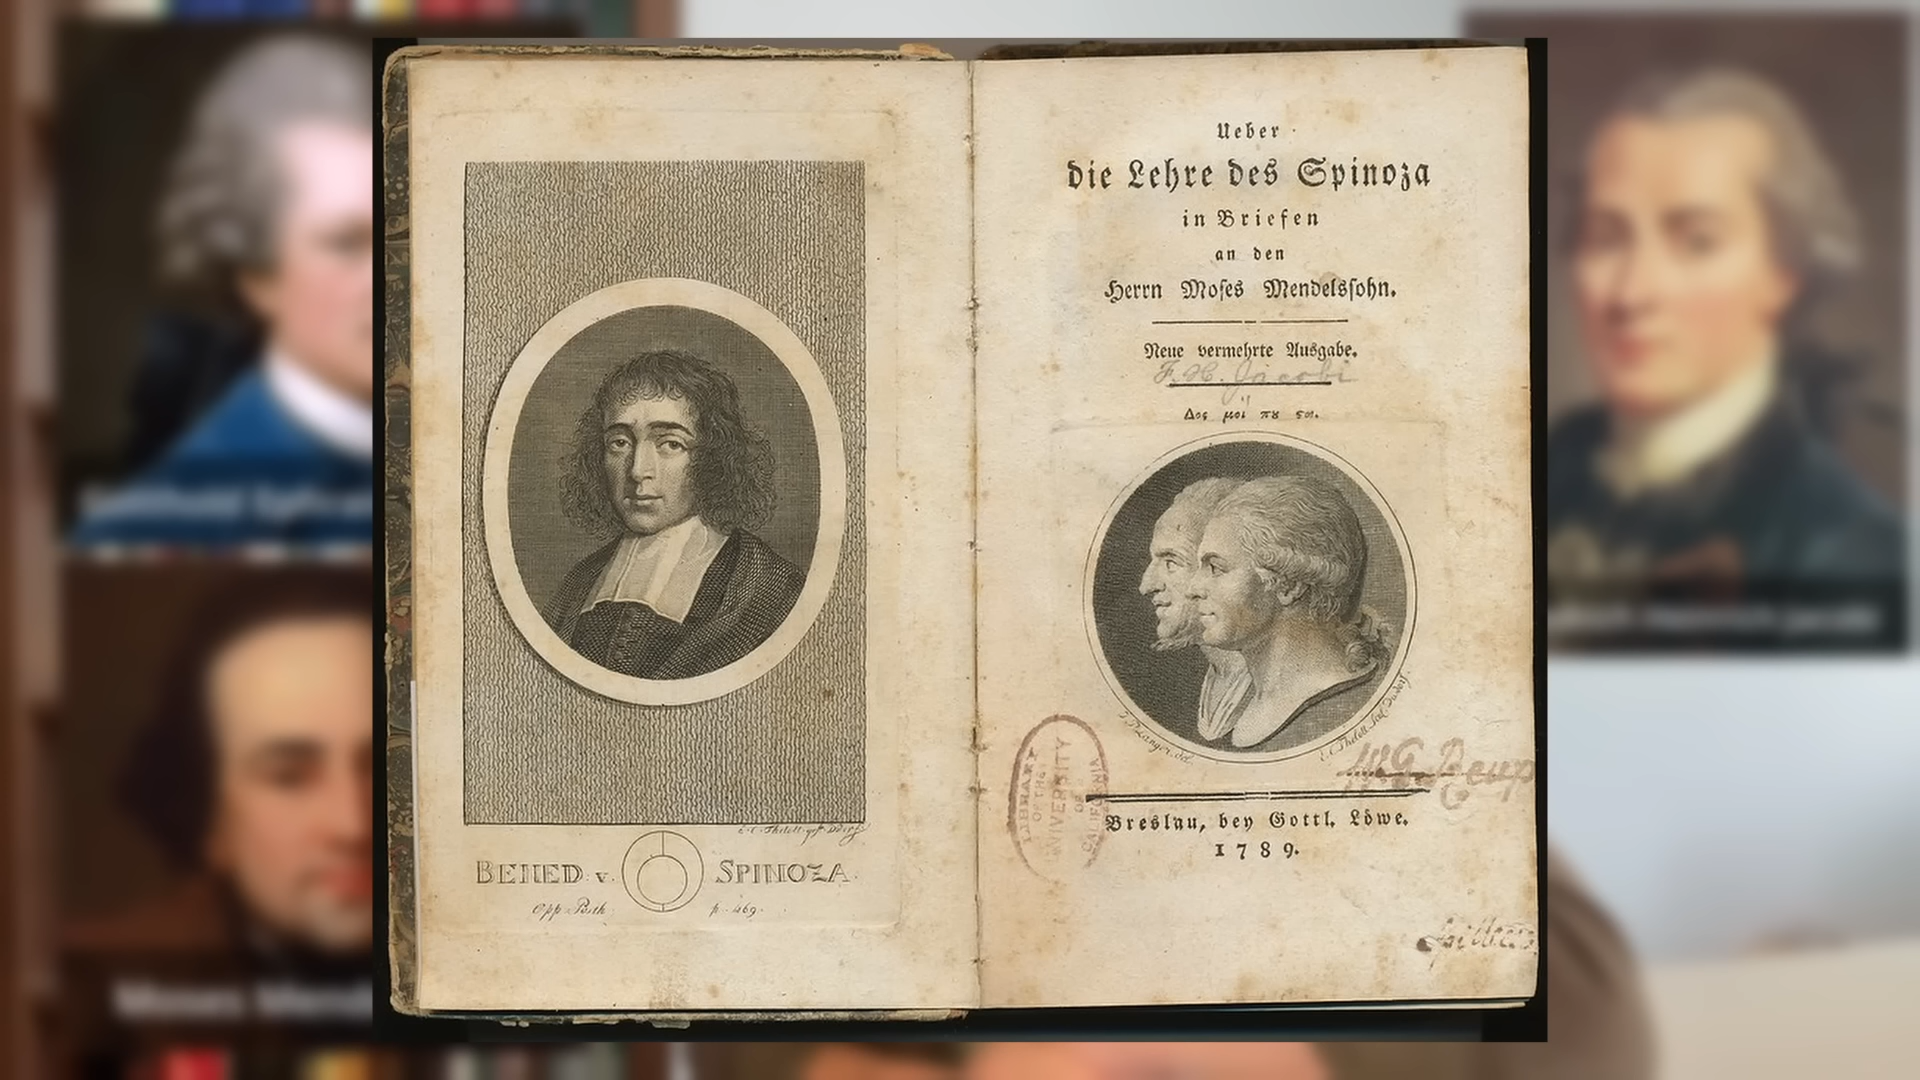 BENED. v. SPINOZA.
Opp. Posth. p. 469.
Ueber
die Lehre des Spinoza
in Briefen
an den
Herrn Moses Mendelssohn.
Neue vermehrte Ausgabe.
F. H. Jacobi
Δος μοι πȣ ϛω.
LIBRARY
OF THE
UNIVERSITY
OF
CALIFORNIA
Breslau, bey Gottl. Löwe.
1789.